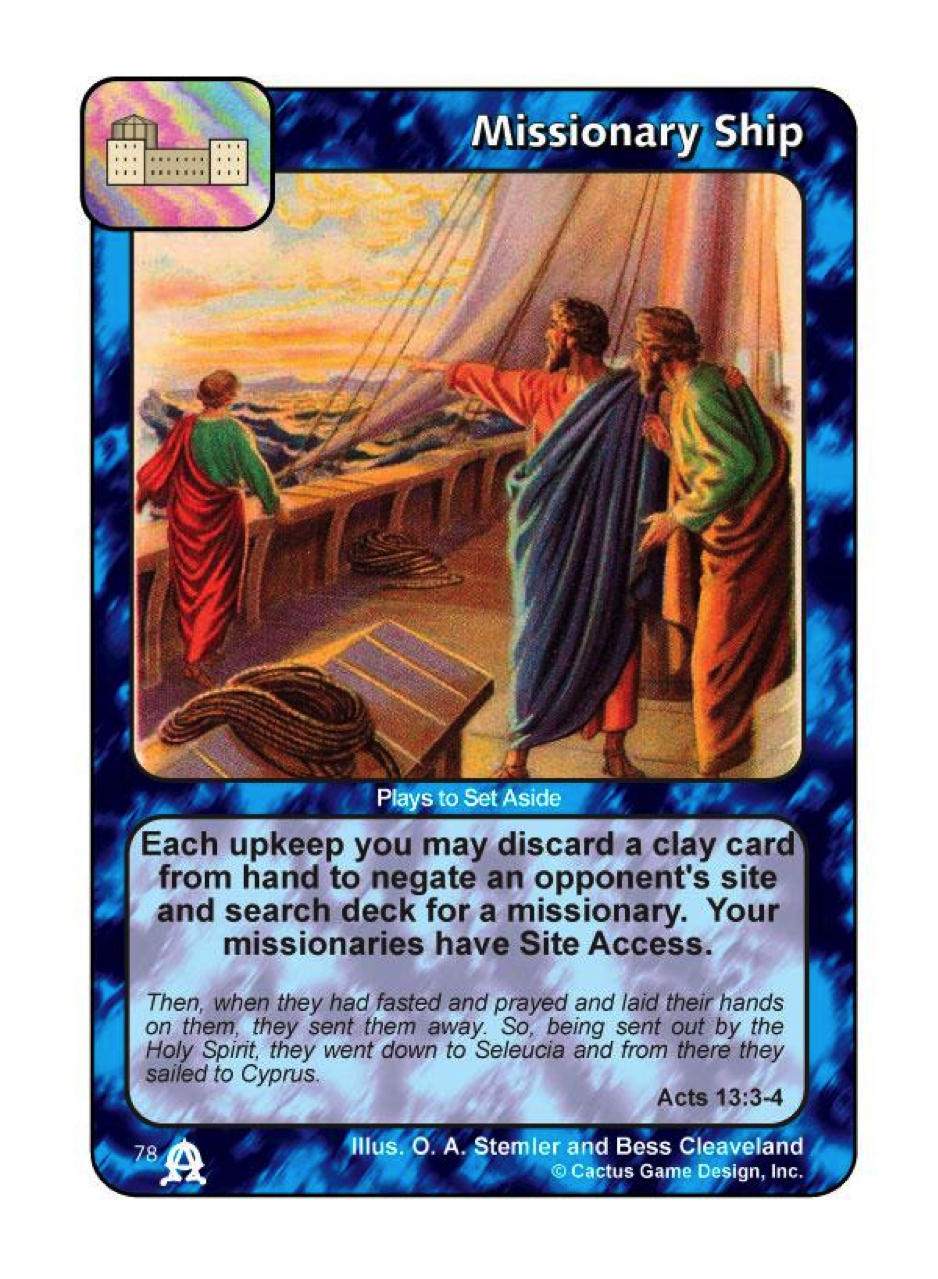 Missionary Ship
Plays to Set Aside
Each upkeep you may discard a clay card
from hand to negate an opponent's site
and search deck for a missionary.  Your
missionaries have Site Access.
Then, when they had fasted and prayed and laid their hands
on them, they sent them away. So, being sent out by the
Holy Spirit, they went down to Seleucia and from there they
sailed to Cyprus.
Acts 13:3-4
78
Illus. O. A. Stemler and Bess Cleaveland
© Cactus Game Design, Inc.